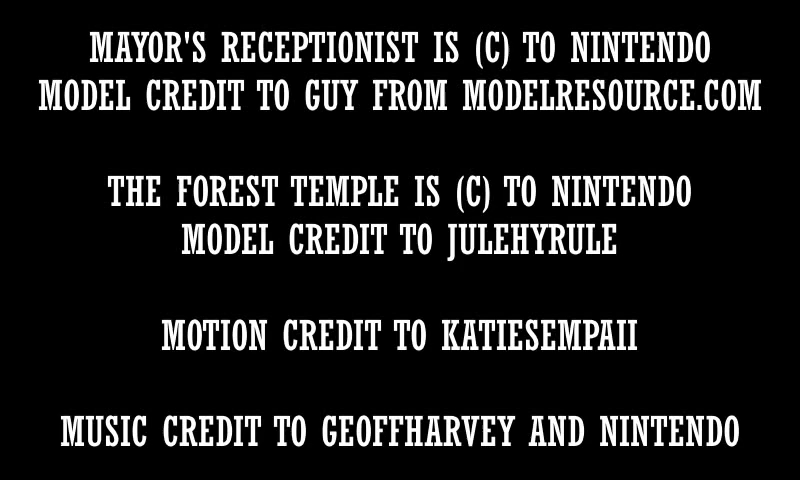 MAYOR'S RECEPTIONIST IS (C) TO NINTENDO
MODEL CREDIT TO GUY FROM MODELRESOURCE.COM
THE FOREST TEMPLE IS (C) TO NINTENDO
MODEL CREDIT TO JULEHYRULE
MOTION CREDIT TO KATIESEMPAII
MUSIC CREDIT TO GEOFFHARVEY AND NINTENDO